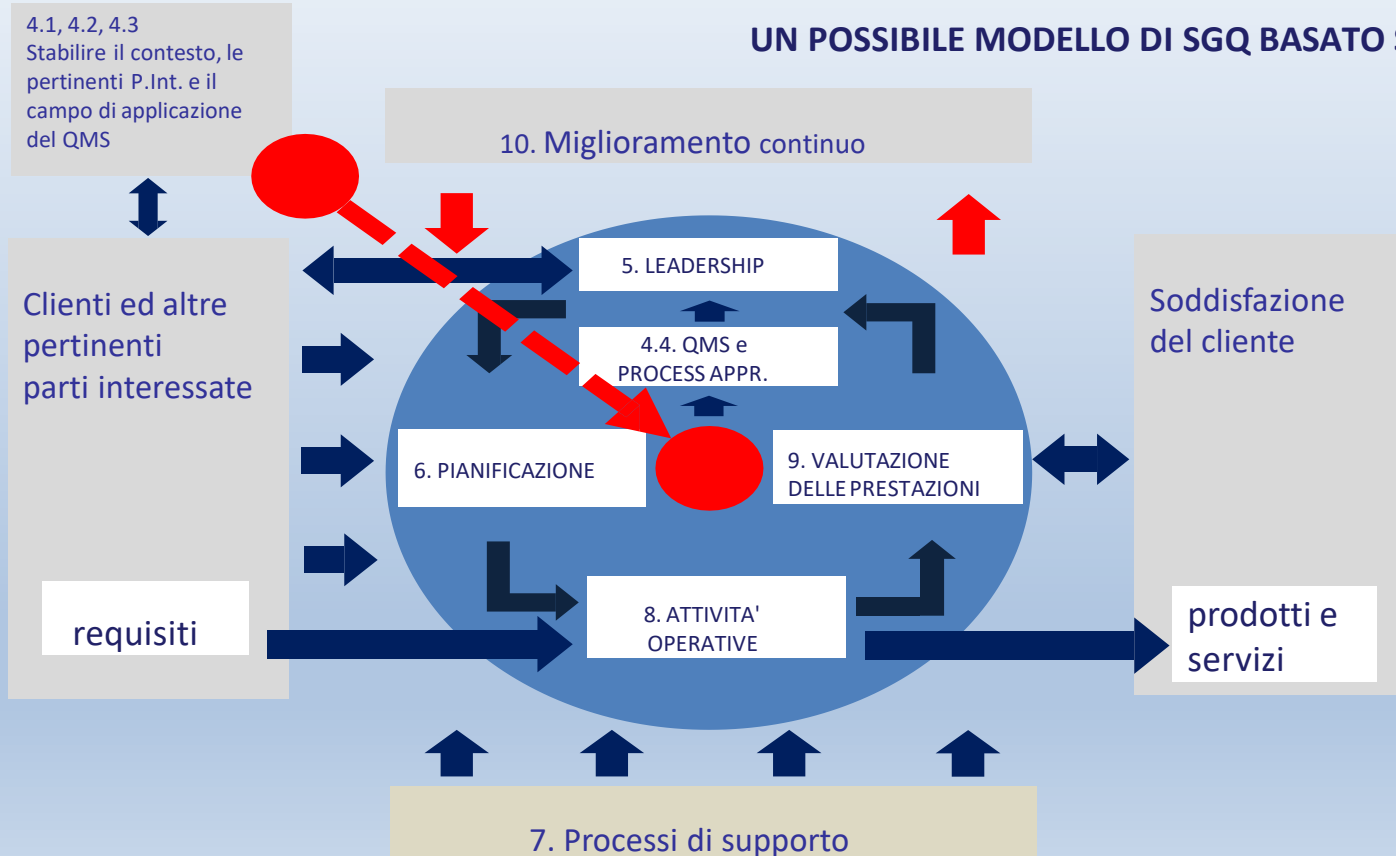 4.1, 4.2, 4.3
Stabilire il contesto, le
pertinenti P.Int. e il
campo di applicazione
del QMS
UN POSSIBILE MODELLO DI SGQ BASATO
10. Miglioramento continuo
Clienti ed altre
pertinenti
parti interessate
requisiti
5. LEADERSHIP
4.4. QMS e
PROCESS APPR.
6. PIANIFICAZIONE
9. VALUTAZIONE
DELLE PRESTAZIONI
8. ATTIVITA'
OPERATIVE
Soddisfazione
del cliente
prodotti e
servizi
7. Processi di supporto